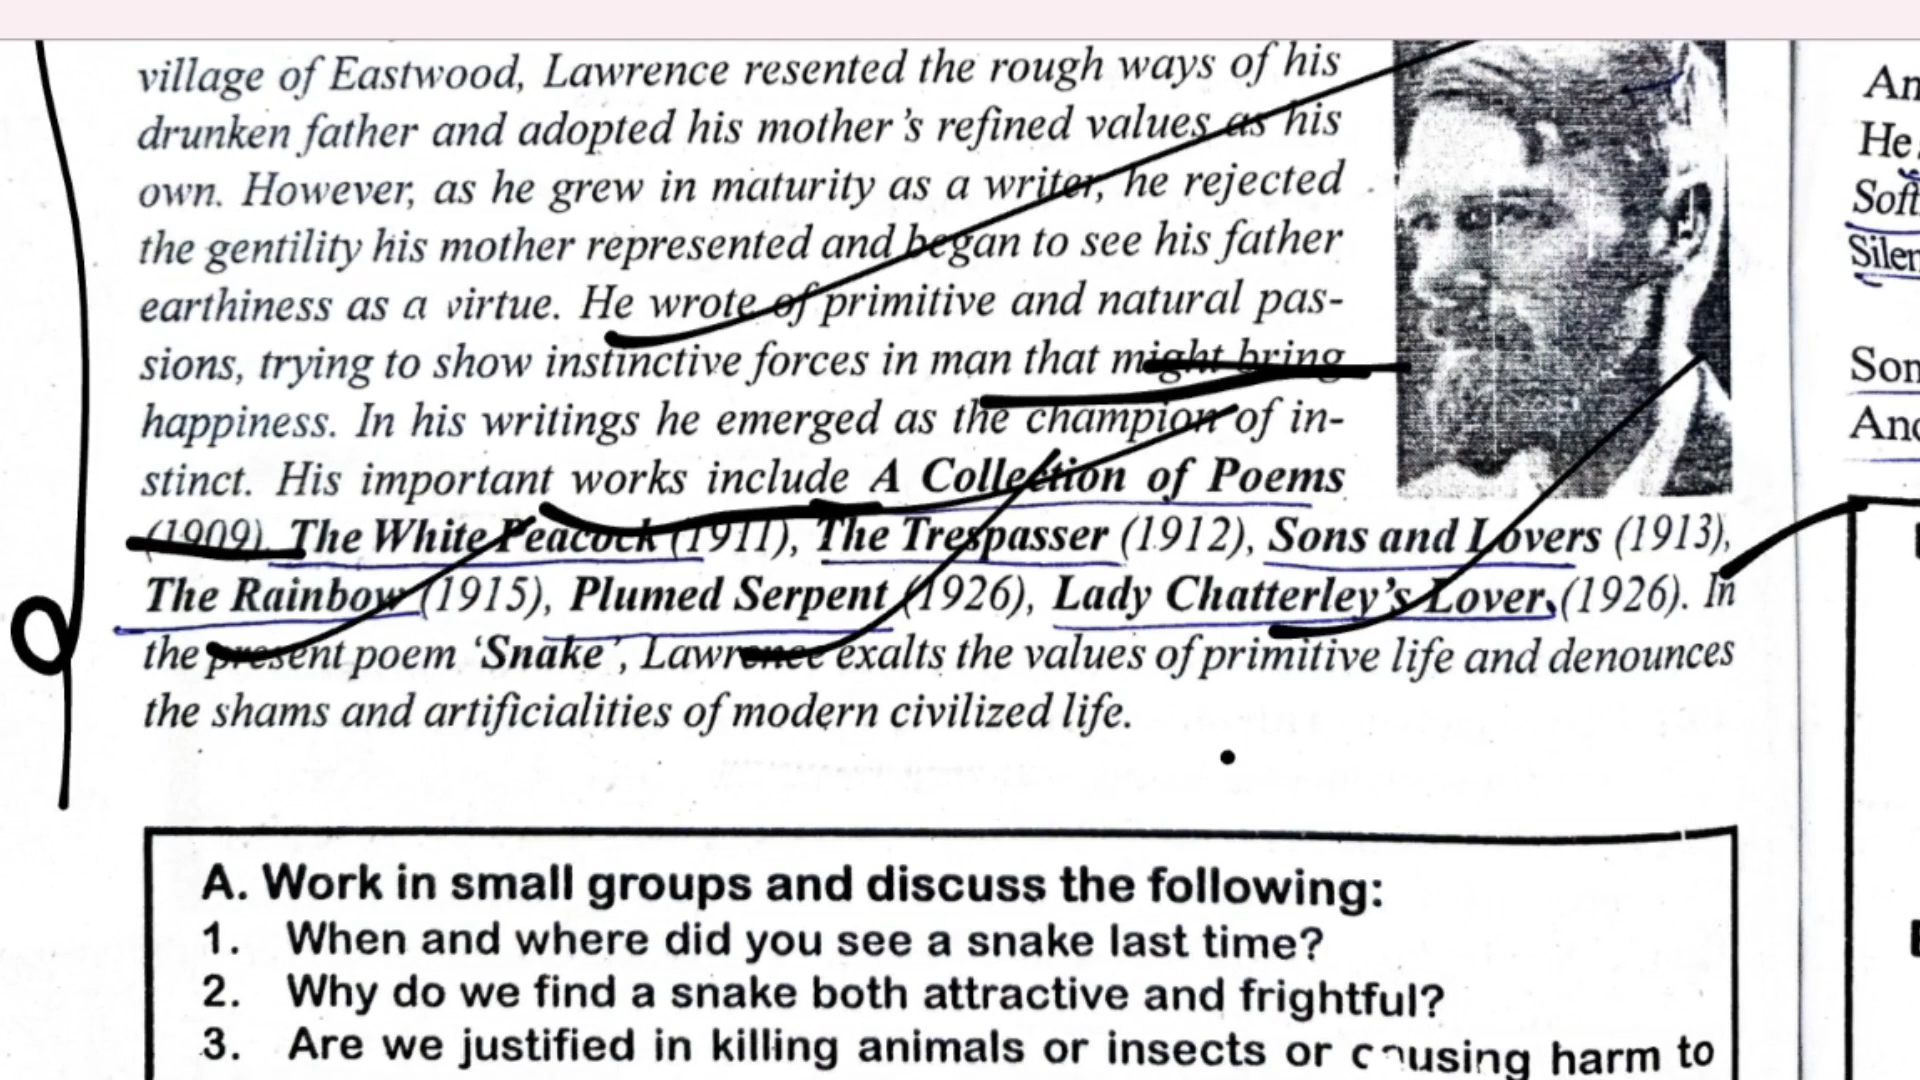 village of Eastwood, Lawrence resented the rough ways of his
drunken father and adopted his mother's refined values as his
own. However, as he grew in maturity as a writer, he rejected
the gentility his mother represented and began to see his father
earthiness as a virtue. He wrote of primitive and natural pas-
sions, trying to show instinctive forces in man that might bring
happiness. In his writings he emerged as the champion of in-
stinct. His important works include A Collection of Poems
(1909), The White Peacock (1911), The Trespasser (1912), Sons and Lovers (1913),
The Rainbow (1915), Plumed Serpent (1926), Lady Chatterley's Lover, (1926). In
the present poem ‘Snake’, Lawrence exalts the values of primitive life and denounces
the shams and artificialities of modern civilized life.
A. Work in small groups and discuss the following:
1. When and where did you see a snake last time?
2. Why do we find a snake both attractive and frightful?
3. Are we justified in killing animals or insects or causing harm to
He